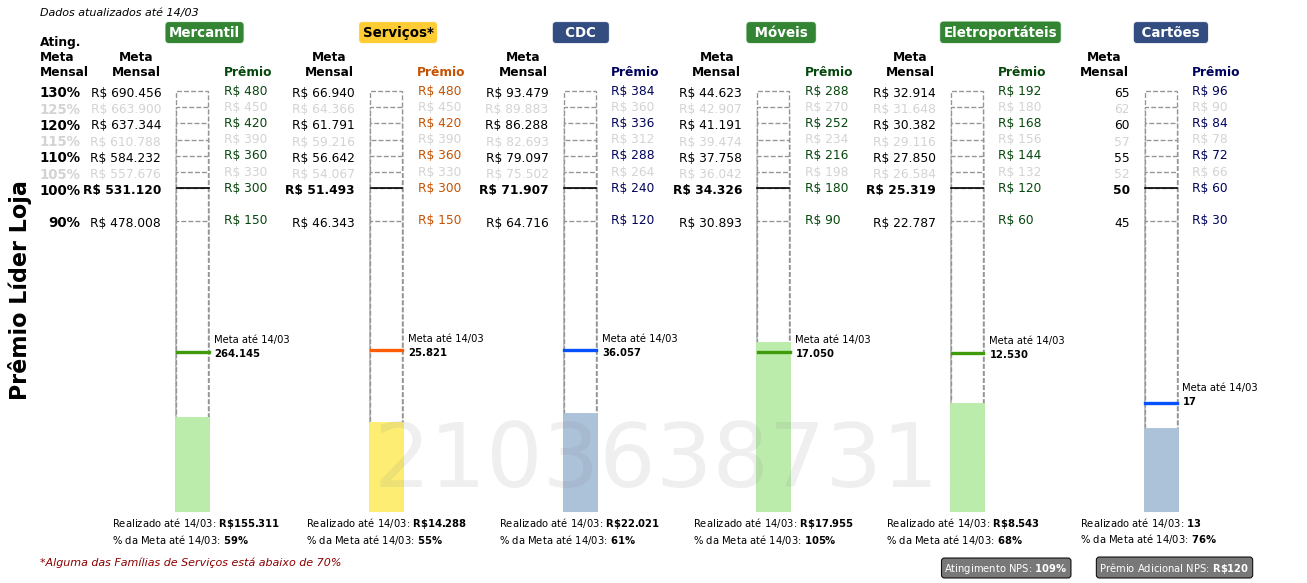 Dados atualizados até 14/03
Mercantil Serviços* CDC Móveis Eletroportáteis Cartões
Ating. Meta Mensal Meta Mensal Prêmio Meta Mensal Prêmio Meta Mensal Prêmio Meta Mensal Prêmio Meta Mensal Prêmio Meta Mensal Prêmio
130% R$ 690.456 R$ 480 R$ 66.940 R$ 480 R$ 93.479 R$ 384 R$ 44.623 R$ 288 R$ 32.914 R$ 192 65 R$ 96
125% R$ 663.900 R$ 450 R$ 64.366 R$ 450 R$ 89.883 R$ 360 R$ 42.907 R$ 270 R$ 31.648 R$ 180 62 R$ 90
120% R$ 637.344 R$ 420 R$ 61.791 R$ 420 R$ 86.288 R$ 336 R$ 41.191 R$ 252 R$ 30.382 R$ 168 60 R$ 84
115% R$ 610.788 R$ 390 R$ 59.216 R$ 390 R$ 82.693 R$ 312 R$ 39.474 R$ 234 R$ 29.116 R$ 156 57 R$ 78
110% R$ 584.232 R$ 360 R$ 56.642 R$ 360 R$ 79.097 R$ 288 R$ 37.758 R$ 216 R$ 27.850 R$ 144 55 R$ 72
105% R$ 557.676 R$ 330 R$ 54.067 R$ 330 R$ 75.502 R$ 264 R$ 36.042 R$ 198 R$ 26.584 R$ 132 52 R$ 66
100% R$ 531.120 R$ 300 R$ 51.493 R$ 300 R$ 71.907 R$ 240 R$ 34.326 R$ 180 R$ 25.319 R$ 120 50 R$ 60
90% R$ 478.008 R$ 150 R$ 46.343 R$ 150 R$ 64.716 R$ 120 R$ 30.893 R$ 90 R$ 22.787 R$ 60 45 R$ 30
Prêmio Líder Loja
Meta até 14/03 Meta até 14/03 Meta até 14/03 Meta até 14/03 Meta até 14/03
264.145 25.821 36.057 17.050 12.530
Meta até 14/03
17
2103638731
Realizado até 14/03: R$155.311 Realizado até 14/03: R$14.288 Realizado até 14/03: R$22.021 Realizado até 14/03: R$17.955 Realizado até 14/03: R$8.543 Realizado até 14/03: 13
% da Meta até 14/03: 59% % da Meta até 14/03: 55% % da Meta até 14/03: 61% % da Meta até 14/03: 105% % da Meta até 14/03: 68% % da Meta até 14/03: 76%
*Alguma das Famílias de Serviços está abaixo de 70%
Atingimento NPS: 109% Prêmio Adicional NPS: R$120